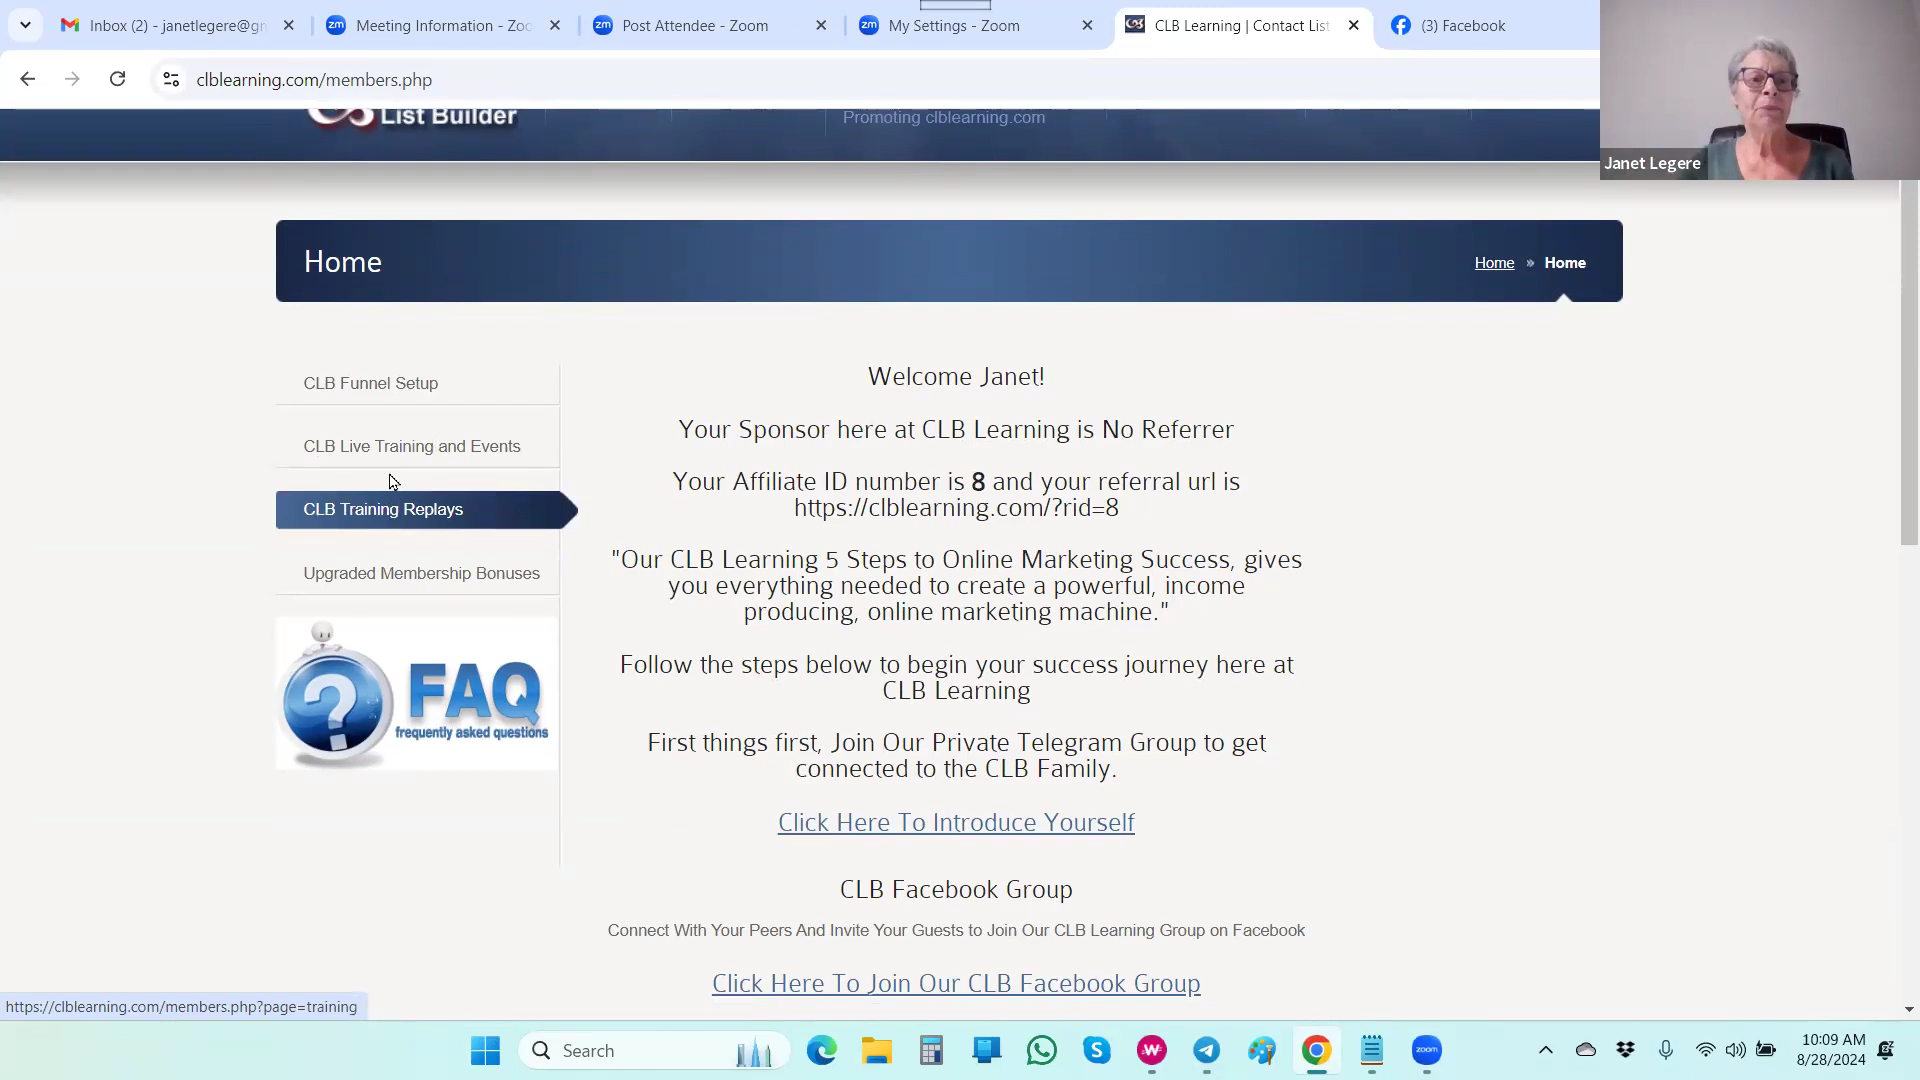 Inbox (2) - janetlegere@gn
Meeting Information - Zoo
Post Attendee - Zoom
My Settings - Zoom
CLB Learning | Contact List
(3) Facebook
clblearning.com/members.php
List Builder
Promoting clblearning.com
Janet Legere
Home
Home » Home
CLB Funnel Setup
CLB Live Training and Events
CLB Training Replays
Upgraded Membership Bonuses
FAQ
frequently asked questions
Welcome Janet!
Your Sponsor here at CLB Learning is No Referrer
Your Affiliate ID number is 8 and your referral url is
https://clblearning.com/?rid=8
"Our CLB Learning 5 Steps to Online Marketing Success, gives
you everything needed to create a powerful, income
producing, online marketing machine."
Follow the steps below to begin your success journey here at
CLB Learning
First things first, Join Our Private Telegram Group to get
connected to the CLB Family.
Click Here To Introduce Yourself
CLB Facebook Group
Connect With Your Peers And Invite Your Guests to Join Our CLB Learning Group on Facebook
Click Here To Join Our CLB Facebook Group
https://clblearning.com/members.php?page=training
Search
zoom
10:09 AM
8/28/2024